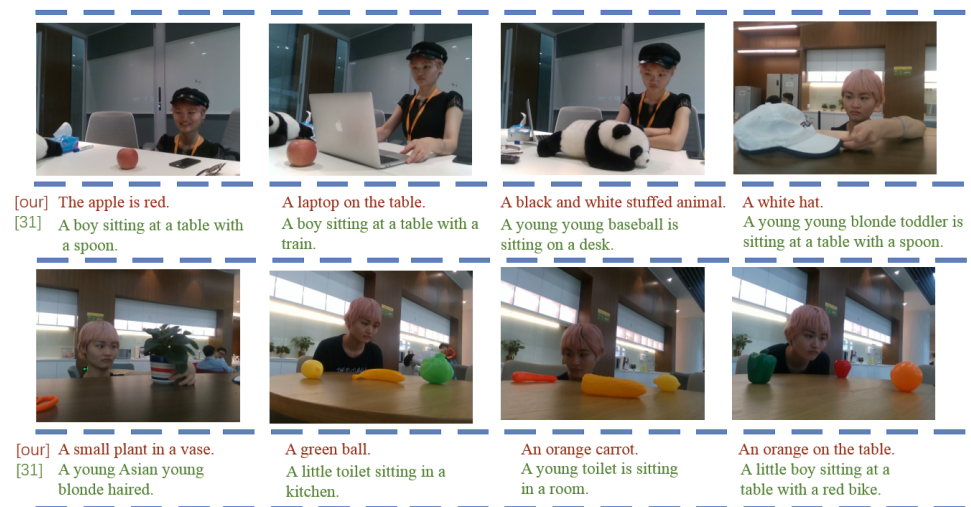 [our] The apple is red.
A laptop on the table.
A black and white stuffed animal.
A white hat.
[31] A boy sitting at a table with
a spoon.
A boy sitting at a table with a
train.
A young young baseball is
sitting on a desk.
A young young blonde toddler is
sitting at a table with a spoon.
[our] A small plant in a vase.
A green ball.
An orange carrot.
An orange on the table.
[31] A young Asian young
blonde haired.
A little toilet sitting in a
kitchen.
A young toilet is sitting
in a room.
A little boy sitting at a
table with a red bike.